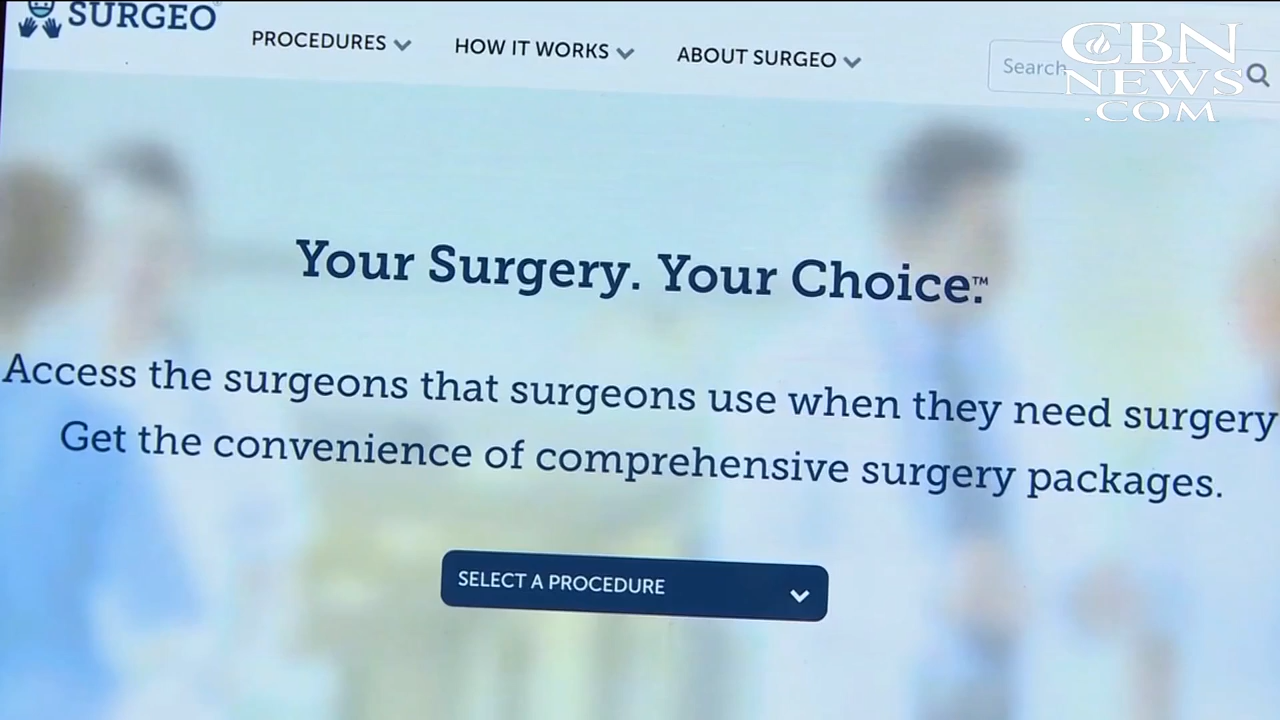 SURGEO
PROCEDURES
HOW IT WORKS
ABOUT SURGEO
Search
CBN
NEWS
.COM
Your Surgery. Your Choice.™
Access the surgeons that surgeons use when they need surgery
Get the convenience of comprehensive surgery packages.
SELECT A PROCEDURE